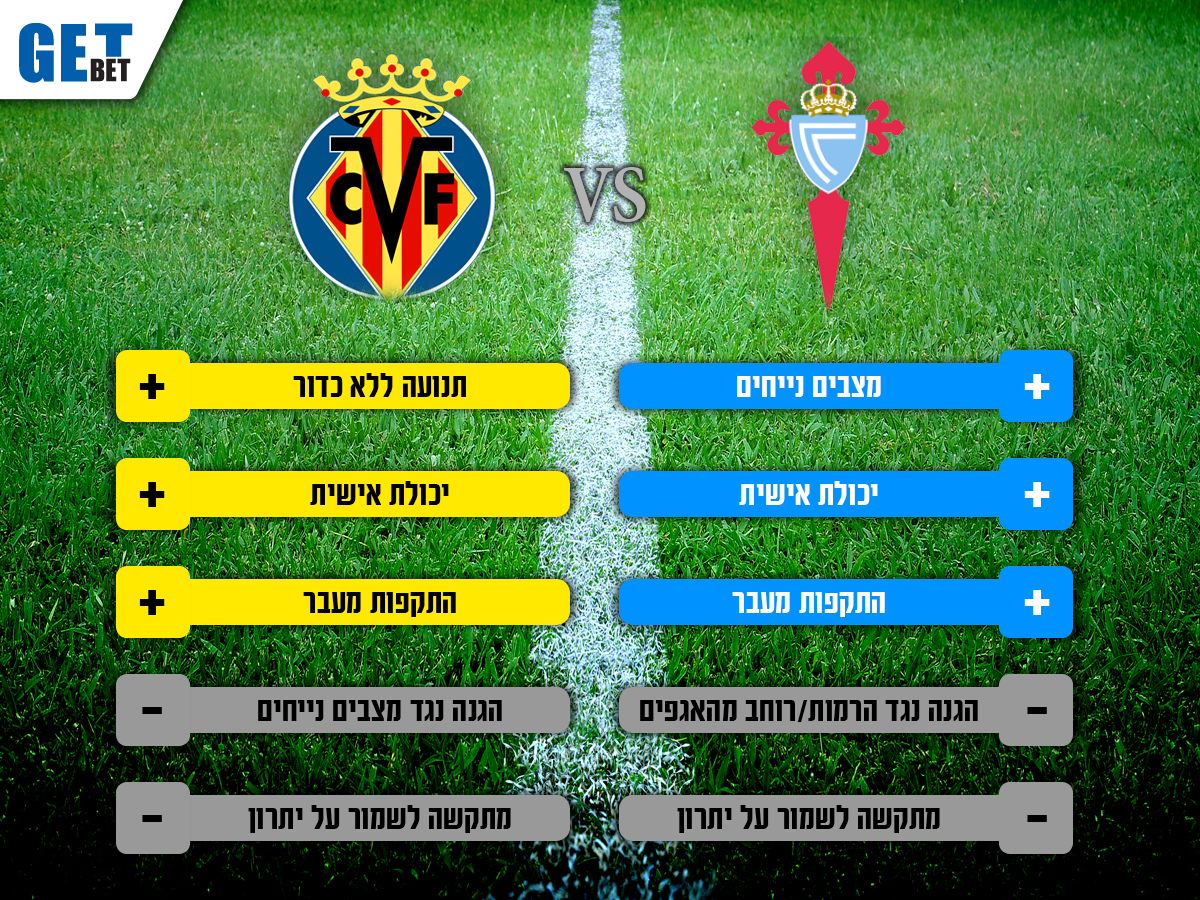 GET
BET
CVF
VS
+ תנועה ללא כדור
מצבים נייחים +
+ יכולת אישית
יכולת אישית +
+ התקפות מעבר
התקפות מעבר +
- הגנה נגד מצבים נייחים
הגנה נגד הרמות/רוחב מהאגפים -
- מתקשה לשמור על יתרון
מתקשה לשמור על יתרון -